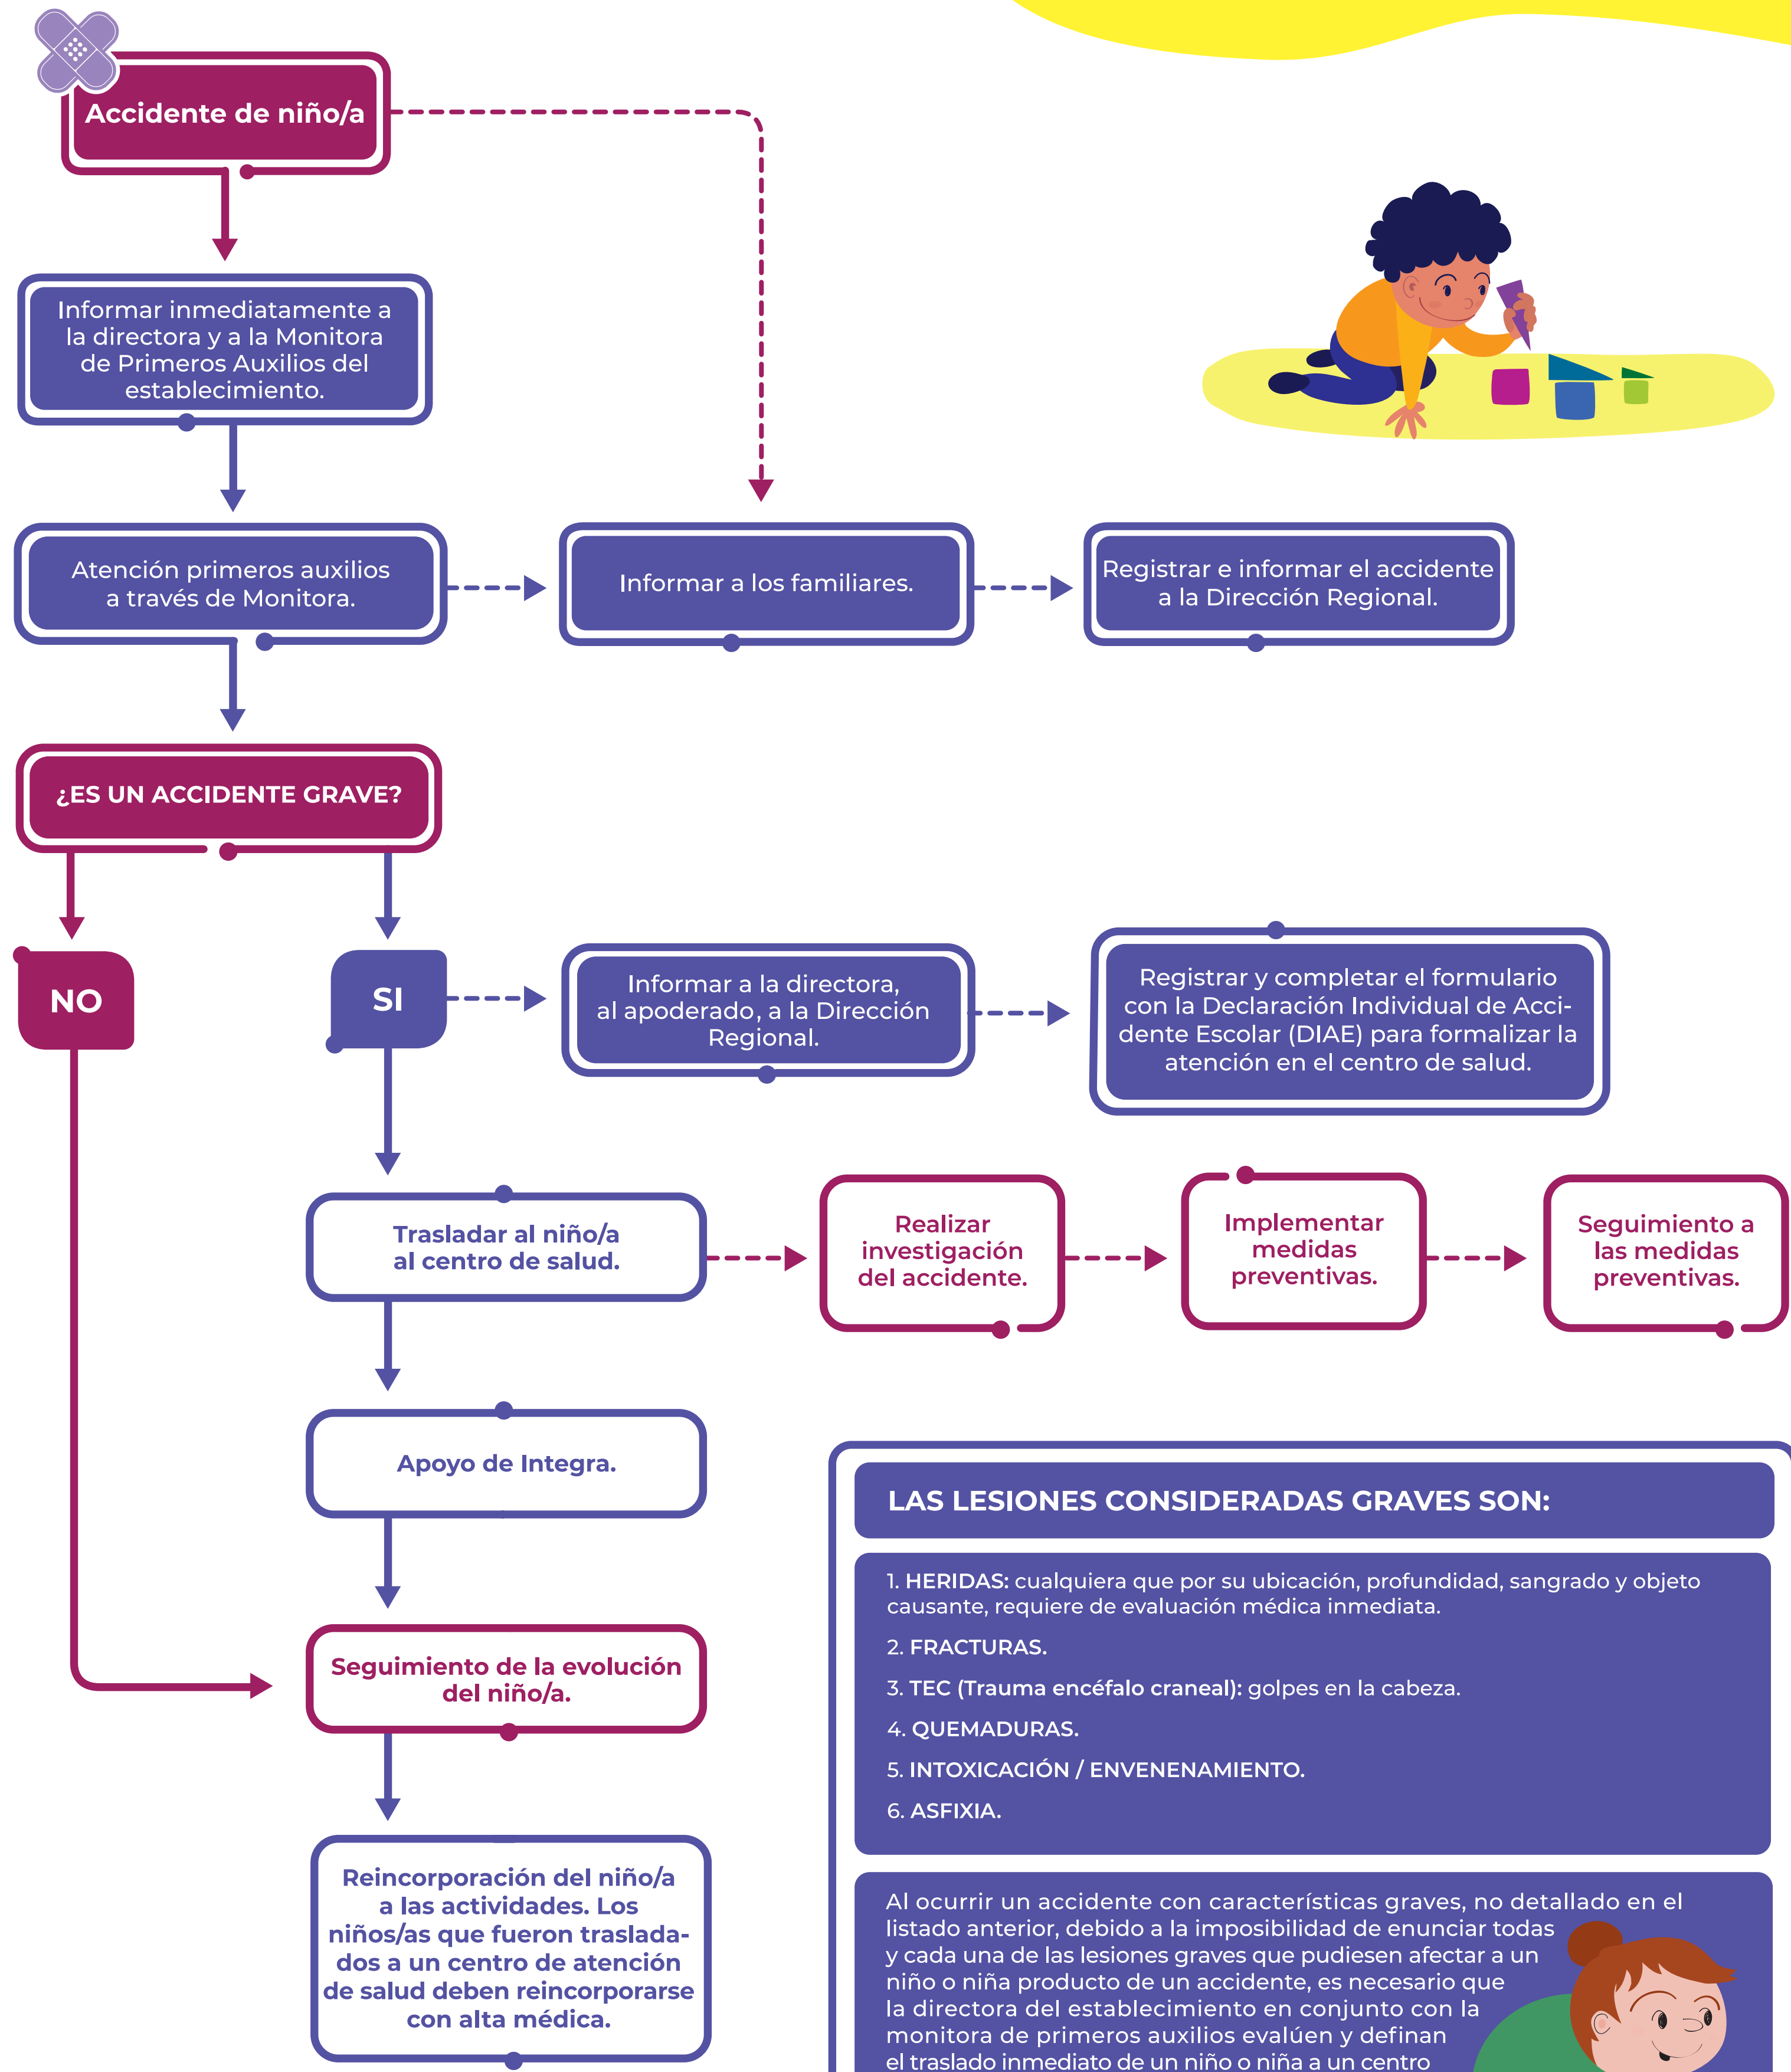 Accidente de niño/a
Informar inmediatamente a
la directora y a la Monitora
de Primeros Auxilios del
establecimiento.
Atención primeros auxilios
a través de Monitora.
Informar a los familiares.
Registrar e informar el accidente
a la Dirección Regional.
¿ES UN ACCIDENTE GRAVE?
NO
SI
Informar a la directora,
al apoderado, a la Dirección
Regional.
Registrar y completar el formulario
con la Declaración Individual de Acci-
dente Escolar (DIAE) para formalizar la
atención en el centro de salud.
Trasladar al niño/a
al centro de salud.
Realizar
investigación
del accidente.
Implementar
medidas
preventivas.
Seguimiento a
las medidas
preventivas.
Apoyo de Integra.
Seguimiento de la evolución
del niño/a.
Reincorporación del niño/a
a las actividades. Los
niños/as que fueron traslada-
dos a un centro de atención
de salud deben reincorporarse
con alta médica.
LAS LESIONES CONSIDERADAS GRAVES SON:
1. HERIDAS: cualquiera que por su ubicación, profundidad, sangrado y objeto
causante, requiere de evaluación médica inmediata.
2. FRACTURAS.
3. TEC (Trauma encéfalo craneal): golpes en la cabeza.
4. QUEMADURAS.
5. INTOXICACIÓN / ENVENENAMIENTO.
6. ASFIXIA.
Al ocurrir un accidente con características graves, no detallado en el
listado anterior, debido a la imposibilidad de enunciar todas
y cada una de las lesiones graves que pudiesen afectar a un
niño o niña producto de un accidente, es necesario que
la directora del establecimiento en conjunto con la
monitora de primeros auxilios evalúen y definan
el traslado inmediato de un niño o niña a un centro